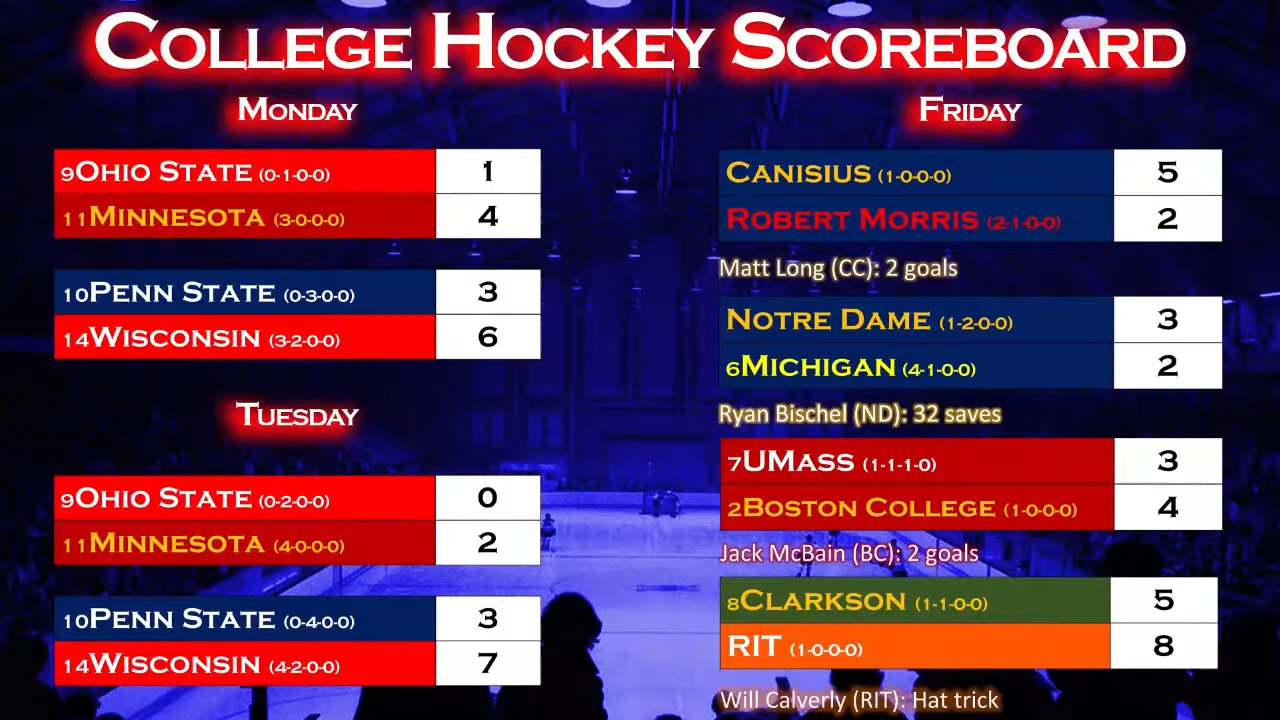 College Hockey Scoreboard
Monday
9Ohio State (0-1-0-0) 1
11Minnesota (3-0-0-0) 4
10Penn State (0-3-0-0) 3
14Wisconsin (3-2-0-0) 6
Tuesday
9Ohio State (0-2-0-0) 0
11Minnesota (4-0-0-0) 2
10Penn State (0-4-0-0) 3
14Wisconsin (4-2-0-0) 7
Friday
Canisius (1-0-0-0) 5
Robert Morris (2-1-0-0) 2
Matt Long (CC): 2 goals
Notre Dame (1-2-0-0) 3
6Michigan (4-1-0-0) 2
Ryan Bischel (ND): 32 saves
7UMass (1-1-1-0) 3
2Boston College (1-0-0-0) 4
Jack McBain (BC): 2 goals
8Clarkson (1-1-0-0) 5
RIT (1-0-0-0) 8
Will Calverly (RIT): Hat trick